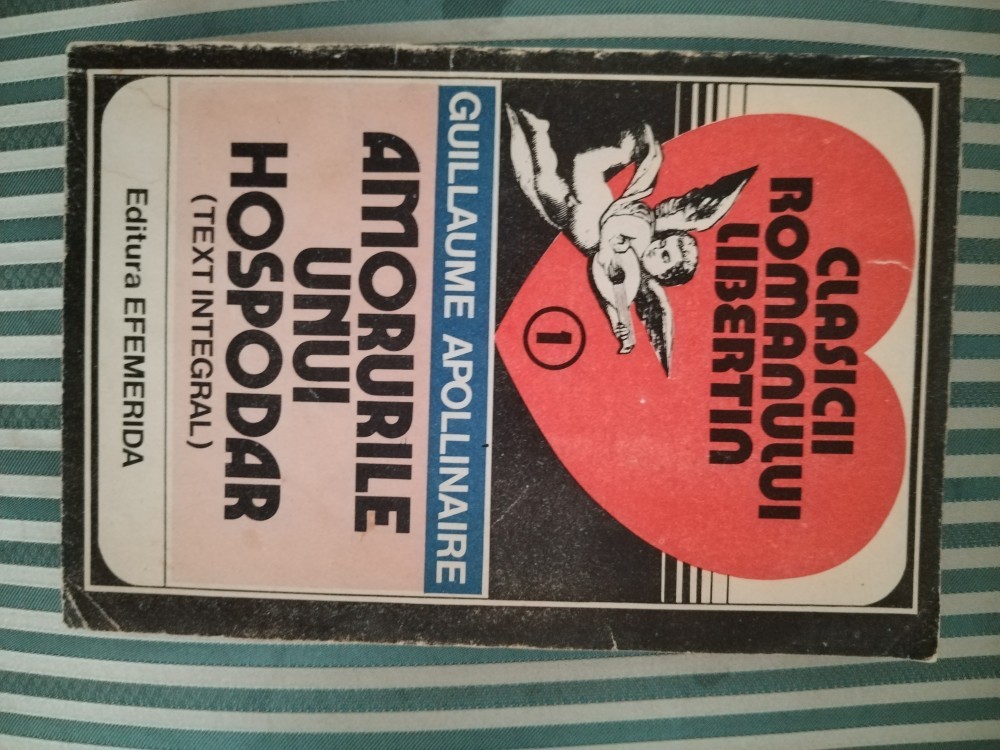 CLASICII
ROMANULUI
LIBERTIN
1
GUILLAUME APOLLINAIRE
AMORURILE
UNUI
HOSPODAR
(TEXT INTEGRAL)
Editura EFEMERIDA